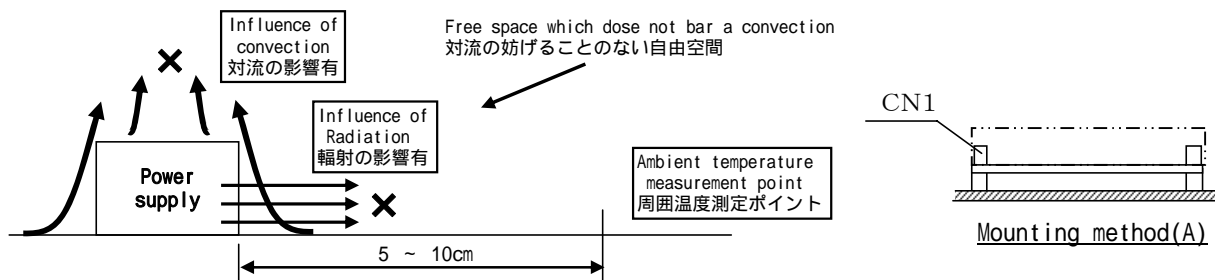 Influence of
convection
対流の影響有
Free space which dose not bar a convection
対流の妨げることのない自由空間
Influence of
Radiation
輻射の影響有
Power
supply
Ambient temperature
measurement point
周囲温度測定ポイント
5 ~ 10cm
CN1
Mounting method(A)